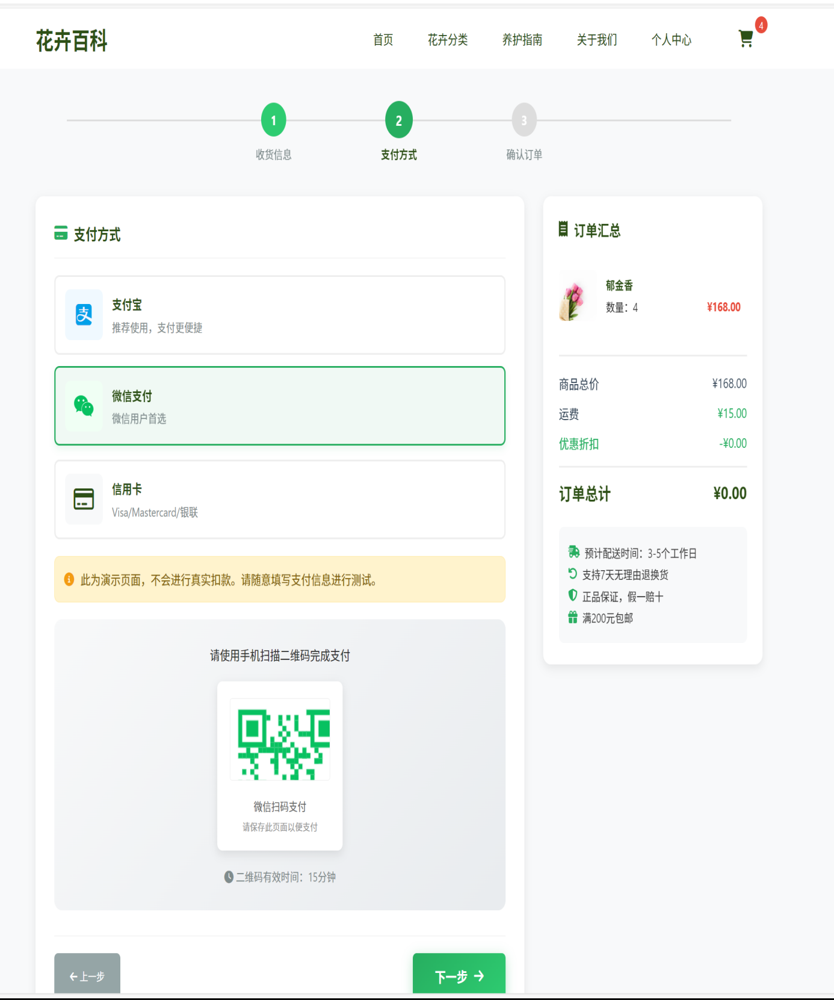 花卉百科
首页 花卉分类 养护指南 关于我们 个人中心 4
1 2 3
收货信息 支付方式 确认订单
支付方式
支
支付宝
推荐使用，支付更便捷
微信支付
微信用户首选
信用卡
Visa/Mastercard/银联
此为演示页面，不会进行真实扣款。请随意填写支付信息进行测试。
请使用手机扫描二维码完成支付
微信扫码支付
请保存此页面以便支付
二维码有效时间：15分钟
上一步
下一步
订单汇总
郁金香
数量：4 ¥168.00
商品总价 ¥168.00
运费 ¥15.00
优惠折扣 -¥0.00
订单总计 ¥0.00
预计配送时间：3-5个工作日
支持7天无理由退换货
正品保证，假一赔十
满200元包邮